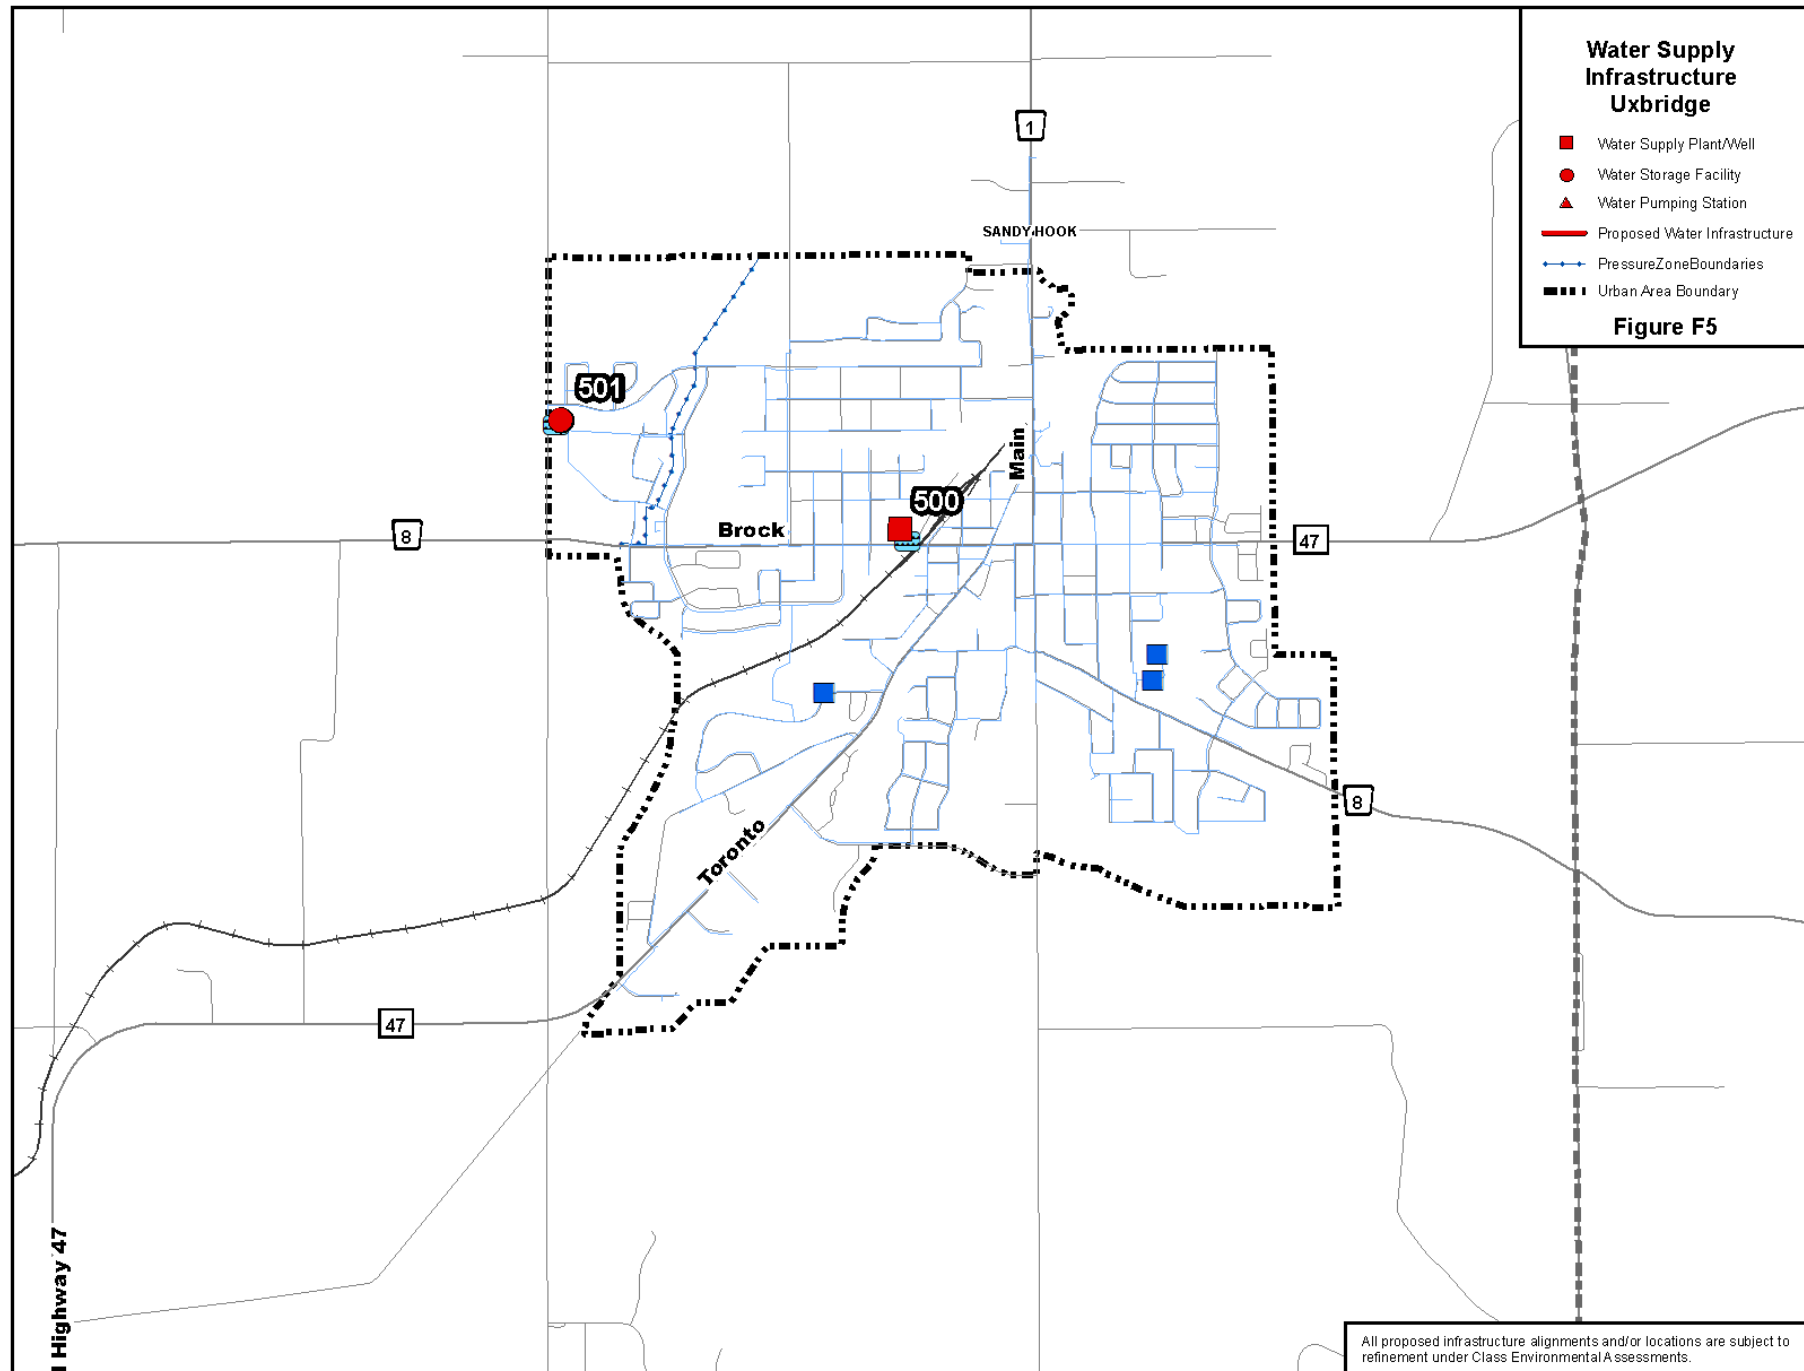 Water Supply
Infrastructure
Uxbridge
Water Supply Plant/Well
Water Storage Facility
Water Pumping Station
Proposed Water Infrastructure
PressureZoneBoundaries
Urban Area Boundary
Figure F5
1
SANDY HOOK
501
Main
500
Brock
8
47
8
Toronto
47
Highway 47
All proposed infrastructure alignments and/or locations are subject to
refinement under Class Environmental Assessments.